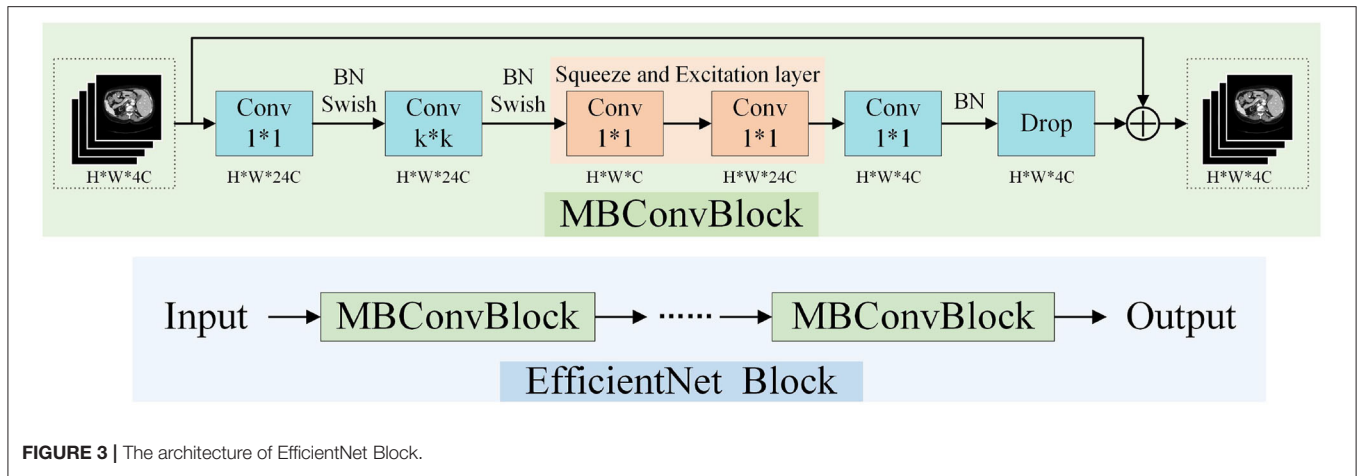 BN
Swish
BN
Swish
Squeeze and Excitation layer
Conv
1*1
Conv
k*k
Conv
1*1
Conv
1*1
Conv
1*1
BN
Drop
H*W*4C
H*W*24C
H*W*24C
H*W*C
H*W*24C
H*W*4C
H*W*4C
H*W*4C
MBConvBlock
Input
MBConvBlock
......
MBConvBlock
Output
EfficientNet Block
FIGURE 3 | The architecture of EfficientNet Block.